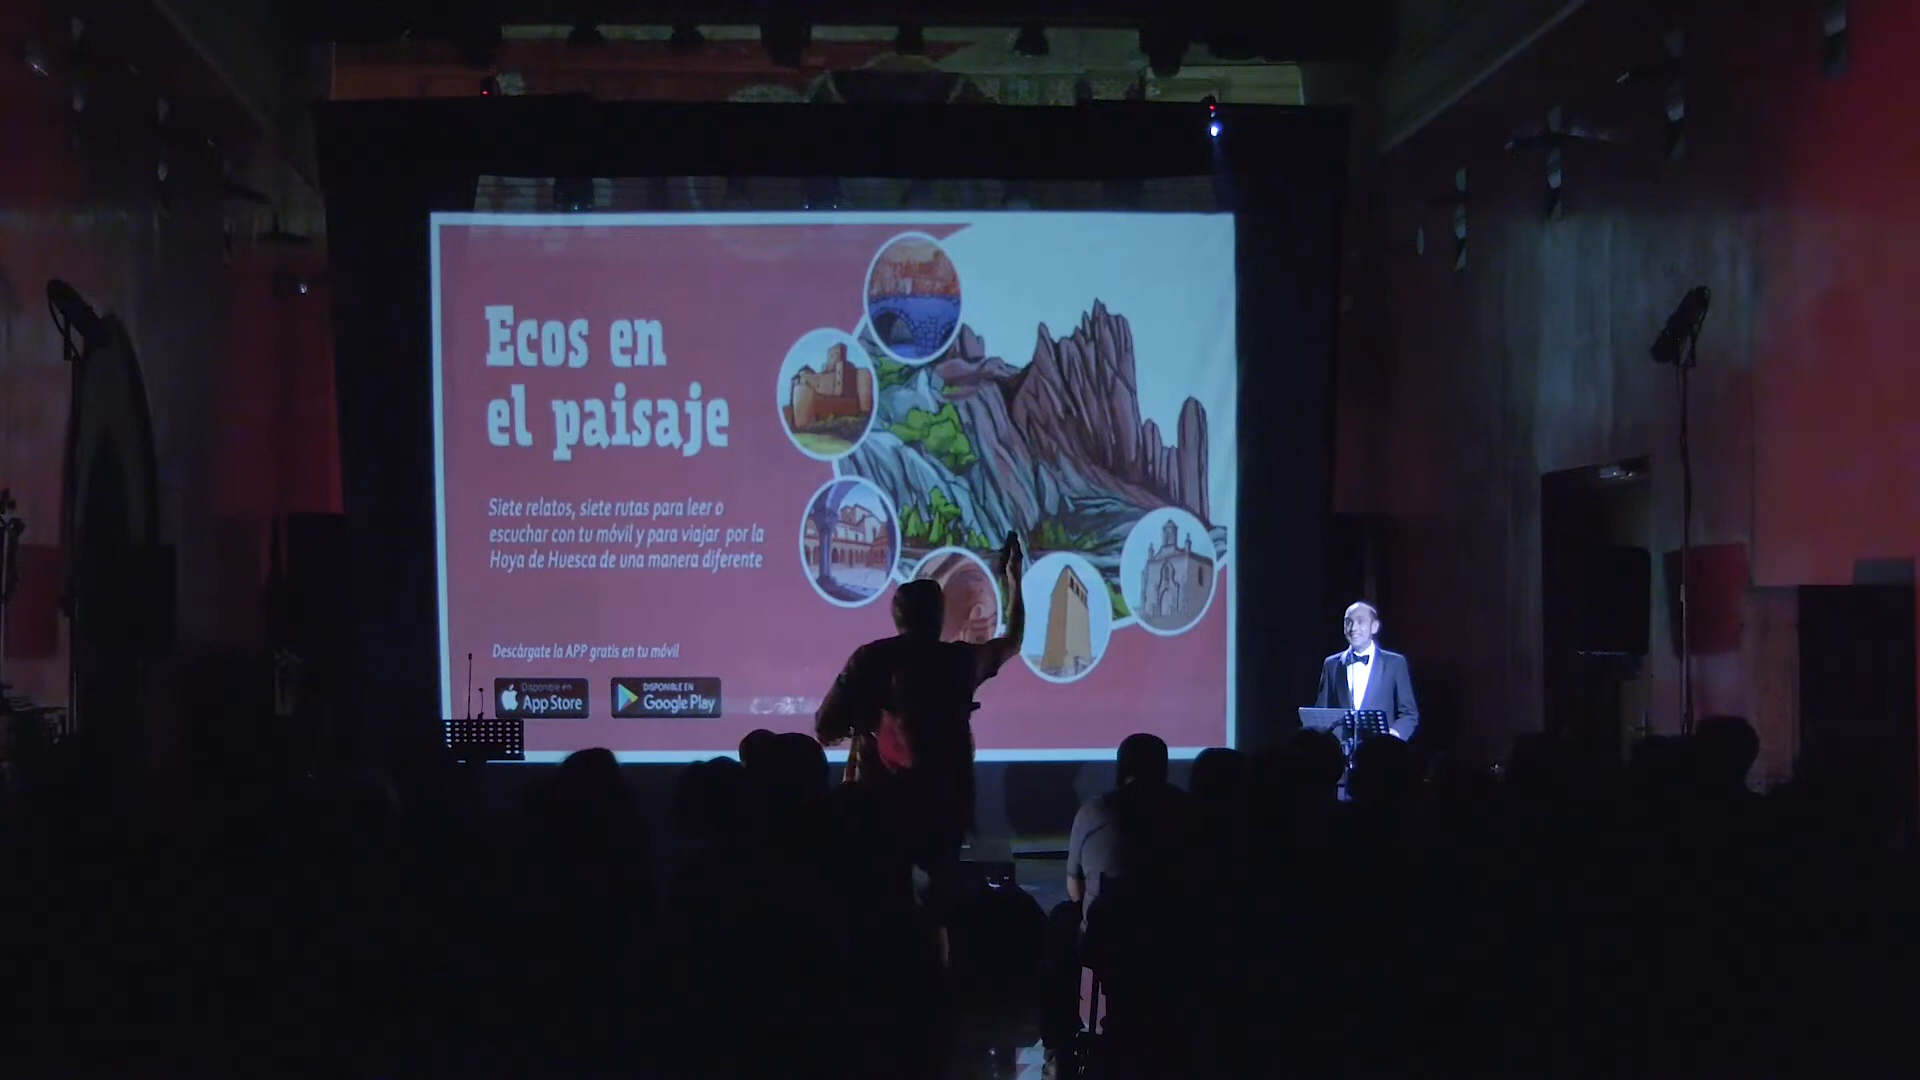 Ecos en
el paisaje
Siete relatos, siete rutas para leer o
escuchar con tu móvil y para viajar por la
Hoya de Huesca de una manera diferente
Descárgate la APP gratis en tu móvil
Disponible en
App Store
DISPONIBLE EN
Google Play